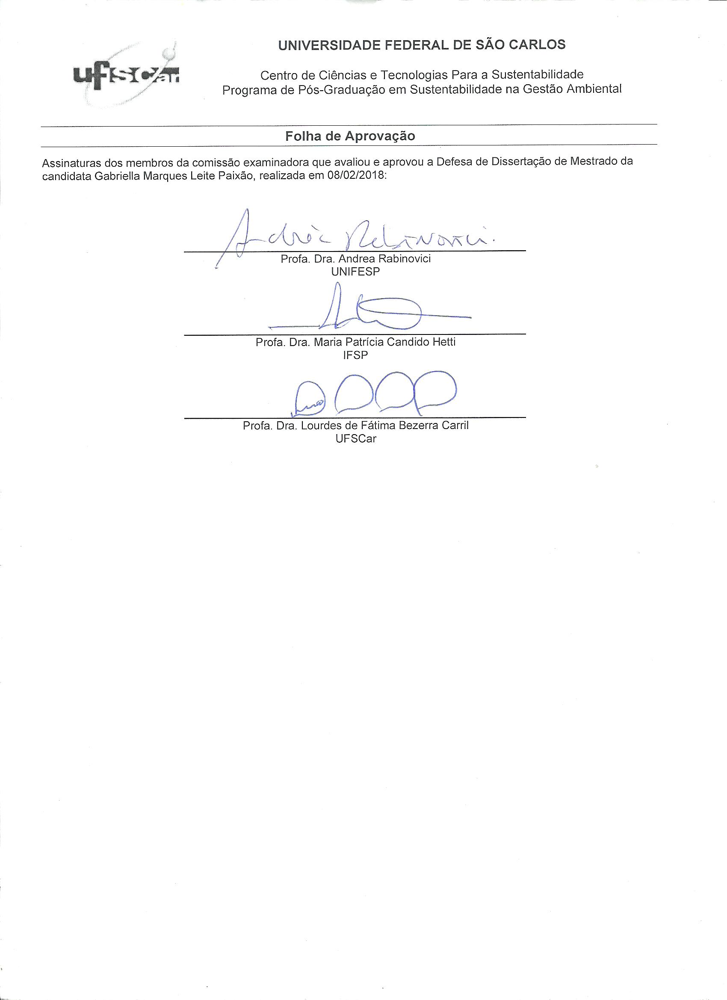 UNIVERSIDADE FEDERAL DE SÃO CARLOS
ufscar
Centro de Ciências e Tecnologias Para a Sustentabilidade
Programa de Pós-Graduação em Sustentabilidade na Gestão Ambiental
Folha de Aprovação
Assinaturas dos membros da comissão examinadora que avaliou e aprovou a Defesa de Dissertação de Mestrado da
candidata Gabriella Marques Leite Paixão, realizada em 08/02/2018:
Andrea Rabinovici.
Profa. Dra. Andrea Rabinovici
UNIFESP
Profa. Dra. Maria Patrícia Candido Hetti
IFSP
Profa. Dra. Lourdes de Fátima Bezerra Carril
UFSCar